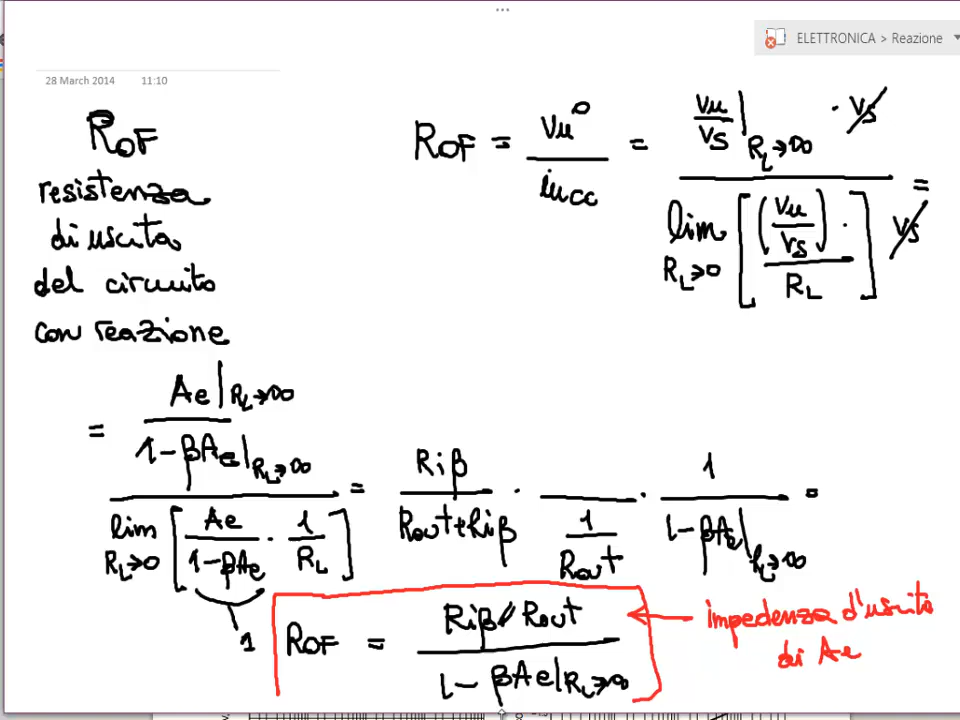 ELETTRONICA > Reazione
28 March 2014 11:10
ROF
resistenza
di uscita
del circuito
con reazione
ROF = vu° / iucc = vu/vs |RL→∞ · vs / lim RL→0 [ (vu/vs) · / RL ] vs =
= Ae|RL→∞ / 1-βAe|RL→∞ / lim RL→0 [ Ae / 1-βAe · 1 / RL ] = Riβ / Rout+Riβ · / 1 / Rout · 1 / 1-βAe|RL→∞ =
1
ROF = Riβ // Rout / 1-βAe|RL→∞
impedenza d'uscita
di Ae